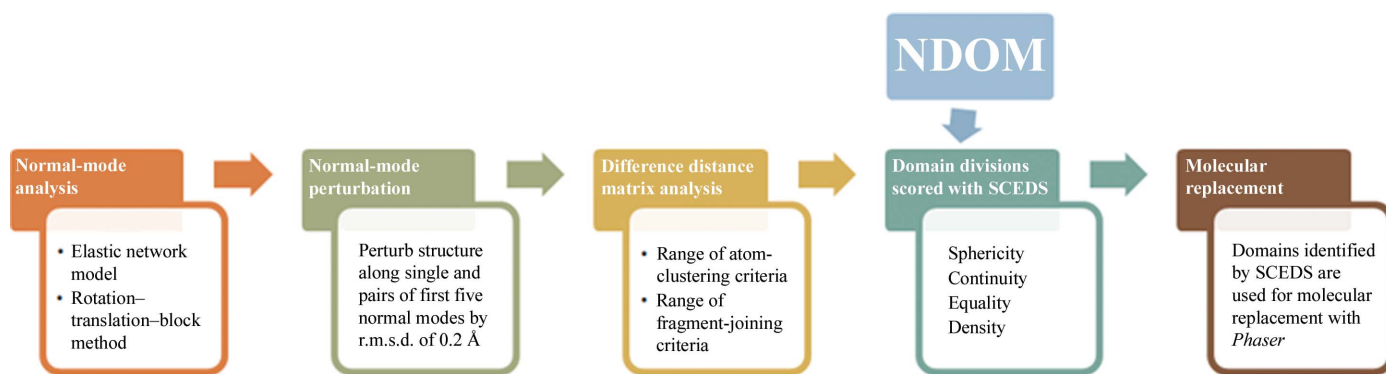 NDOM
Normal-mode
analysis
• Elastic network
model
• Rotation–
translation–block
method
Normal-mode
perturbation
Perturb structure
along single and
pairs of first five
normal modes by
r.m.s.d. of 0.2 Å
Difference distance
matrix analysis
• Range of atom-
clustering criteria
• Range of
fragment-joining
criteria
Domain divisions
scored with SCEDS
Sphericity
Continuity
Equality
Density
Molecular
replacement
Domains identified
by SCEDS are
used for molecular
replacement with
Phaser